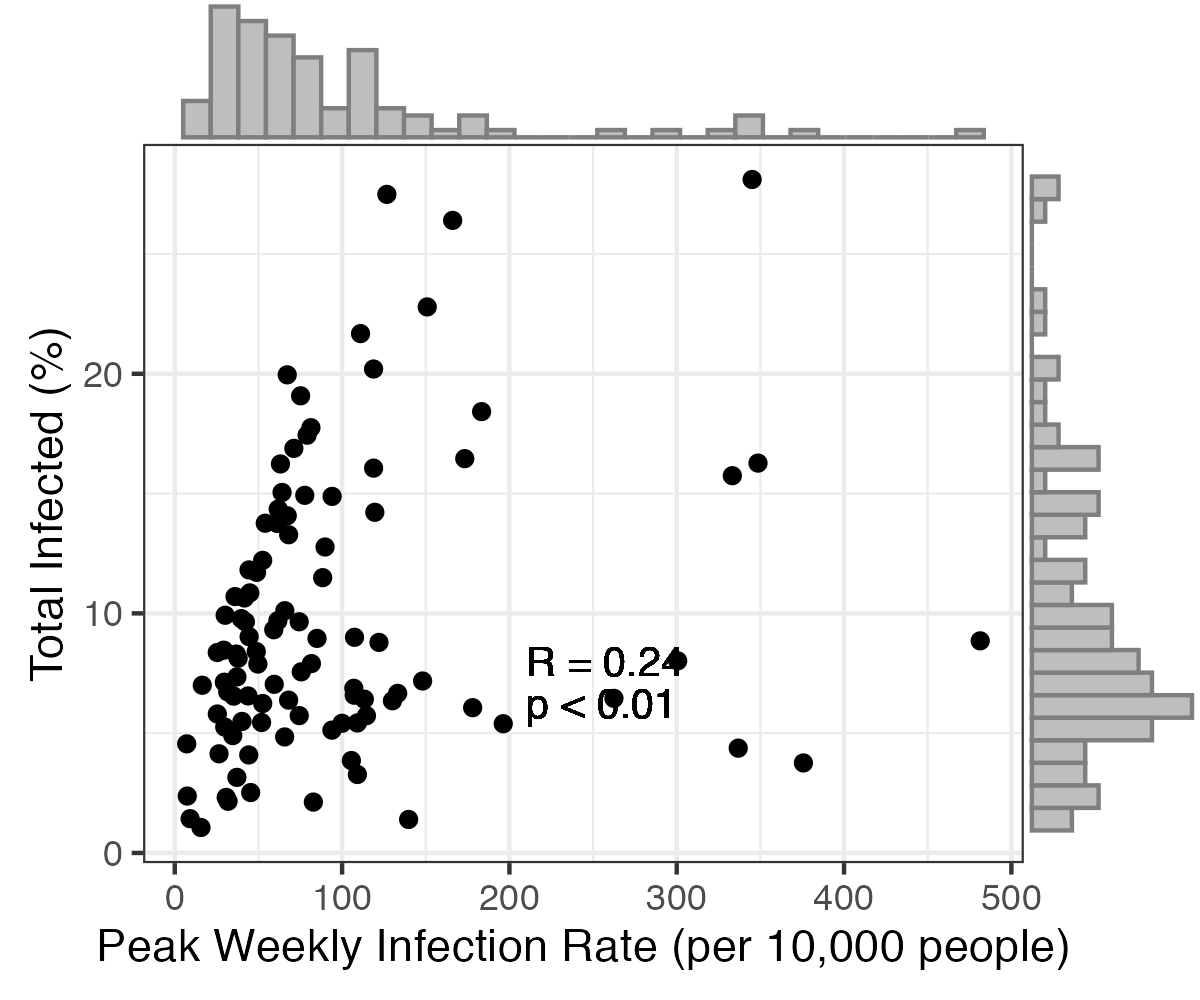 Total Infected (%)
20
10
0
R = 0.24
p < 0.01
0 100 200 300 400 500
Peak Weekly Infection Rate (per 10,000 people)